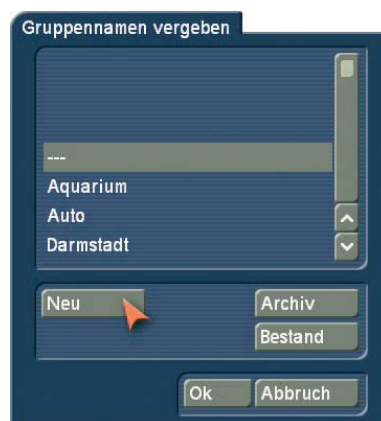 Gruppennamen vergeben
---
Aquarium
Auto
Darmstadt
Neu
Archiv
Bestand
Ok
Abbruch